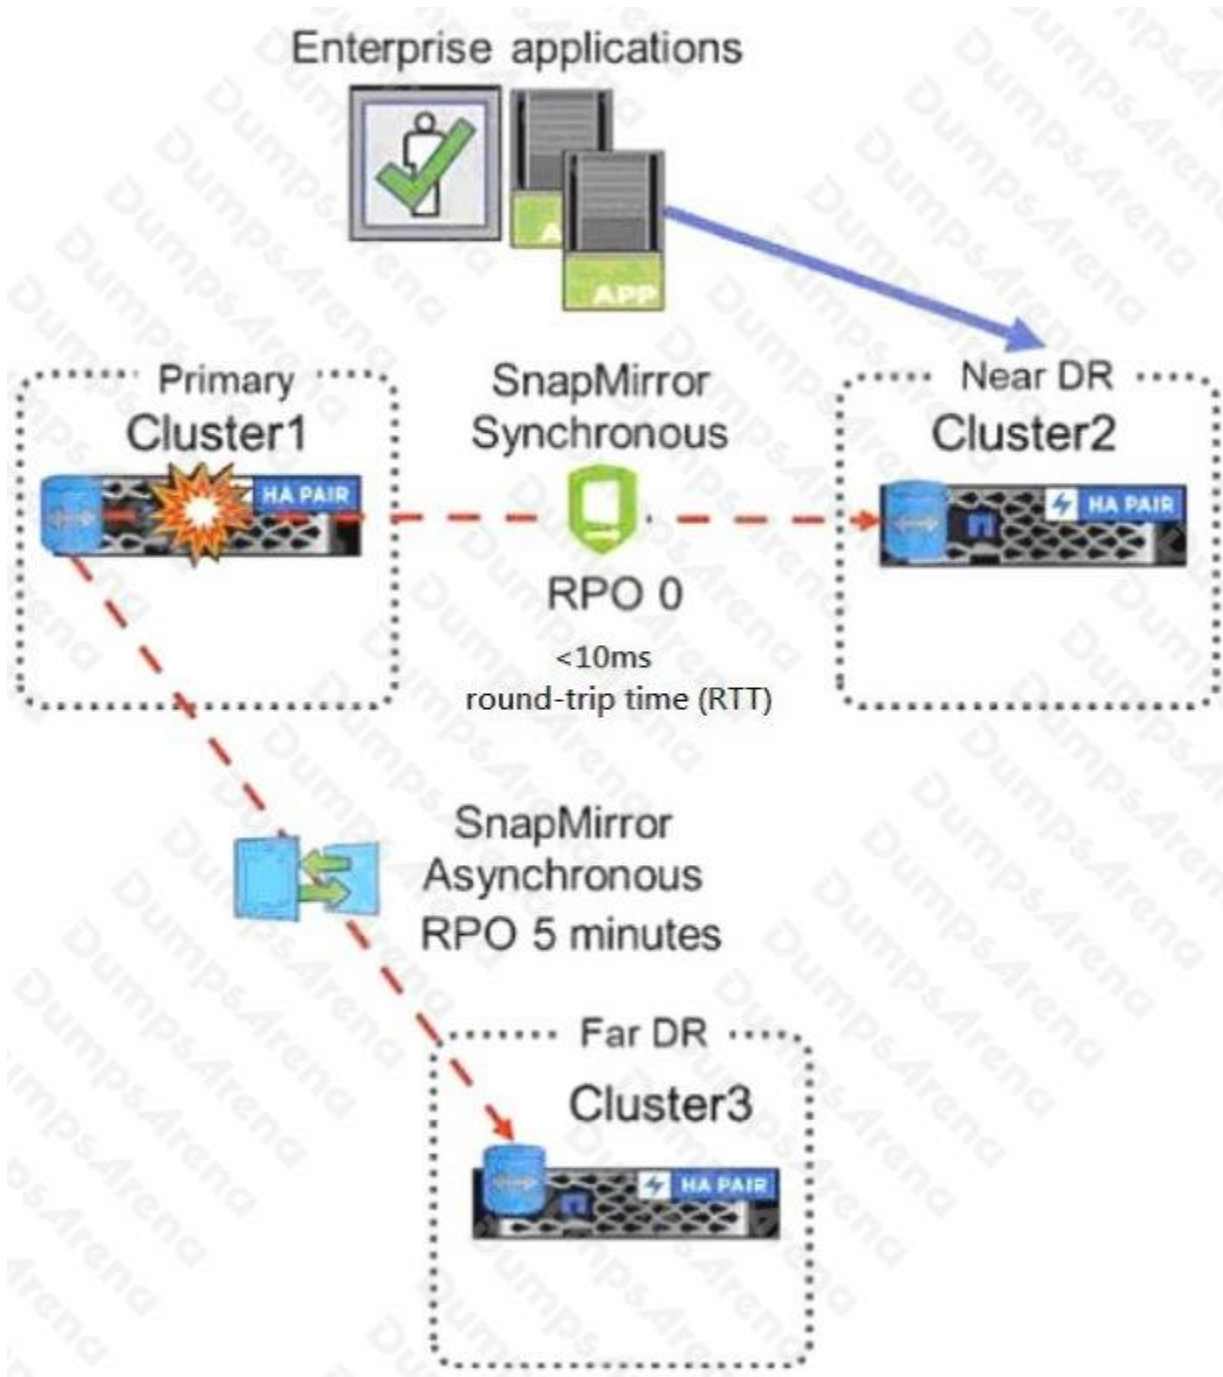 Enterprise applications
A
APP
Primary
Cluster1
HA PAIR
SnapMirror
Synchronous
RPO 0
<10ms
round-trip time (RTT)
Near DR
Cluster2
HA PAIR
SnapMirror
Asynchronous
RPO 5 minutes
Far DR
Cluster3
HA PAIR
DumpsArena